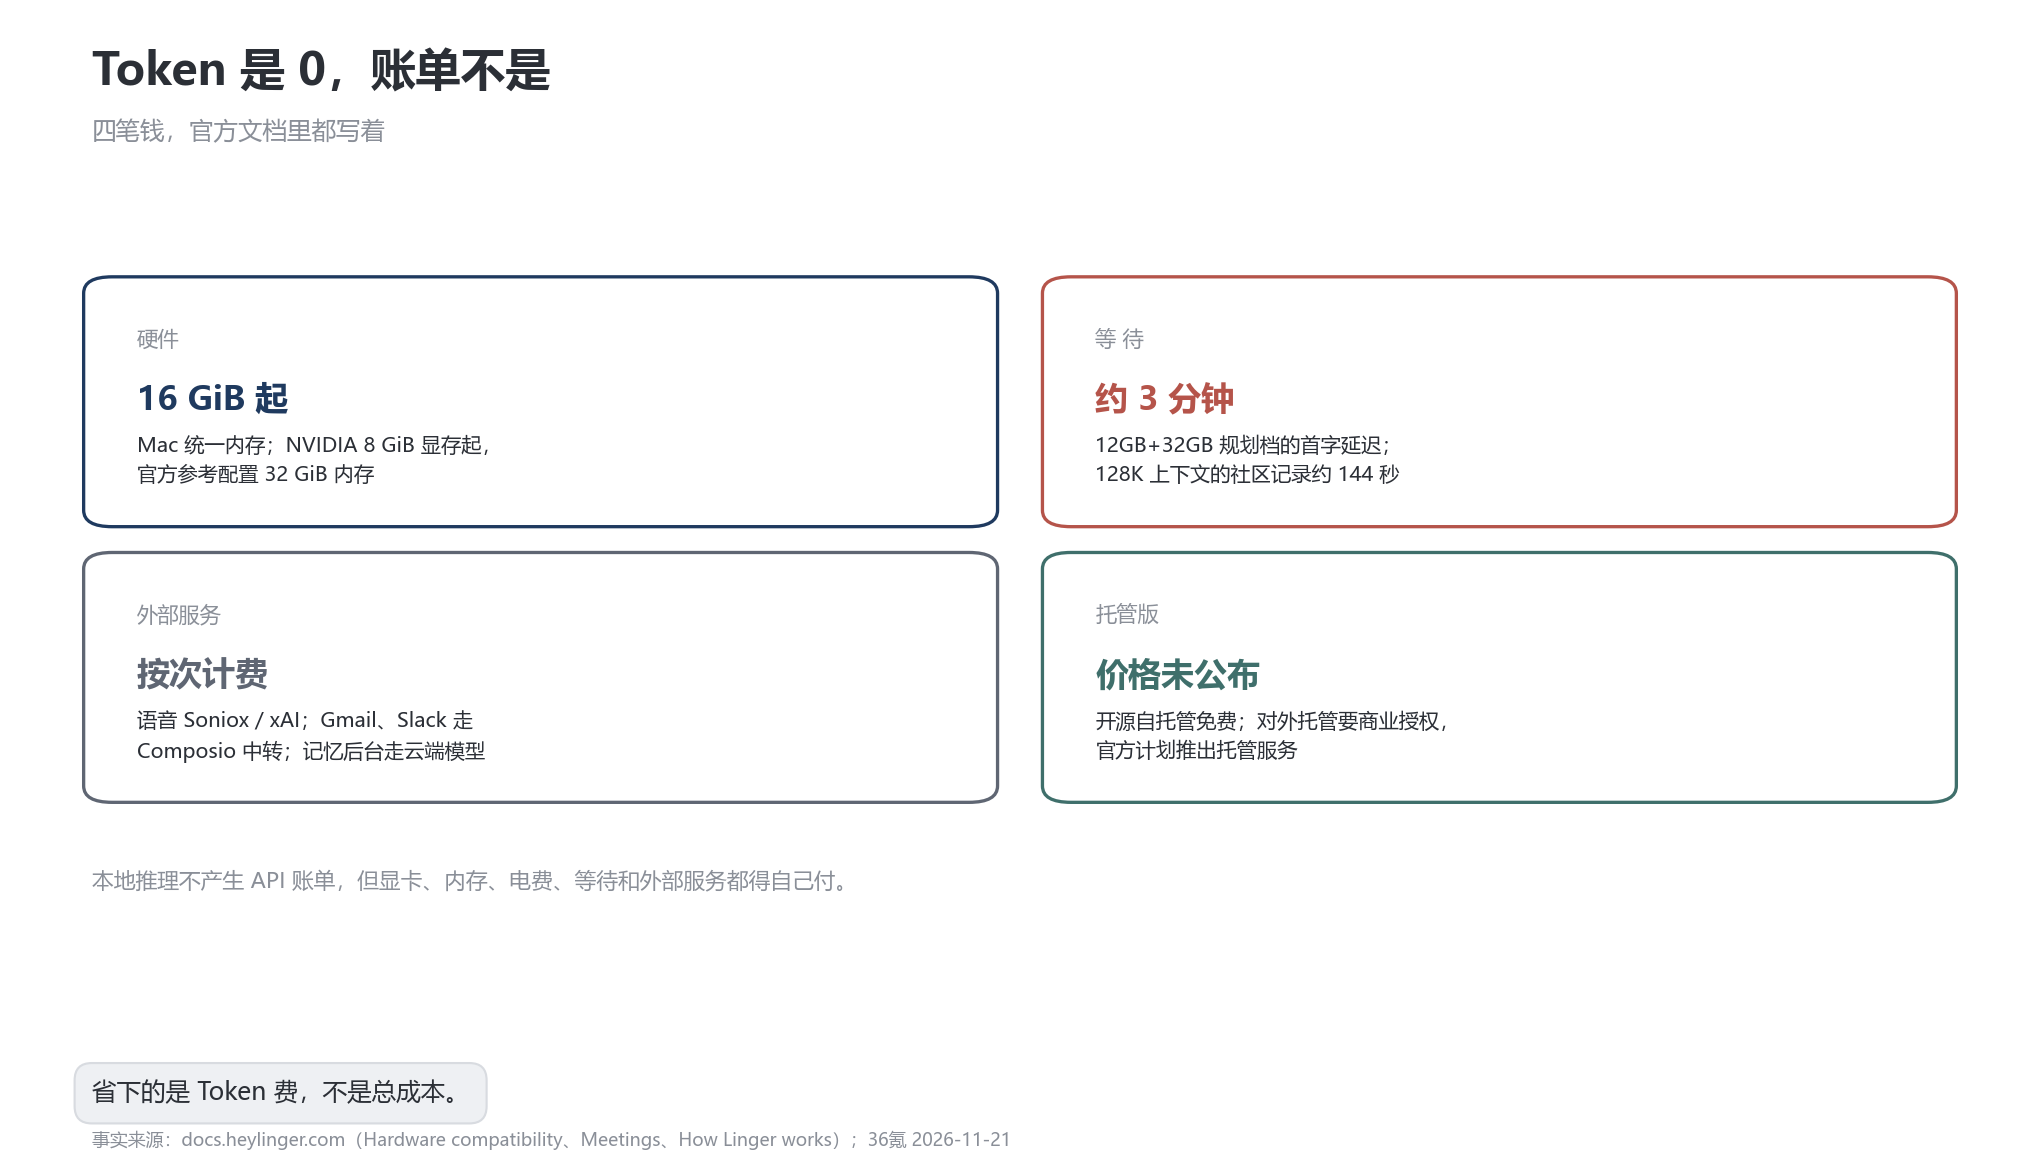 Token 是 0，账单不是
四笔钱，官方文档里都写着
硬件
16 GiB 起
Mac 统一内存；NVIDIA 8 GiB 显存起，
官方参考配置 32 GiB 内存
等 待
约 3 分钟
12GB+32GB 规划档的首字延迟；
128K 上下文的社区记录约 144 秒
外部服务
按次计费
语音 Soniox / xAI；Gmail、Slack 走
Composio 中转；记忆后台走云端模型
托管版
价格未公布
开源自托管免费；对外托管要商业授权，
官方计划推出托管服务
本地推理不产生 API 账单，但显卡、内存、电费、等待和外部服务都得自己付。
省下的是 Token 费，不是总成本。
事实来源：docs.heylinger.com（Hardware compatibility、Meetings、How Linger works）；36氪 2026-11-21